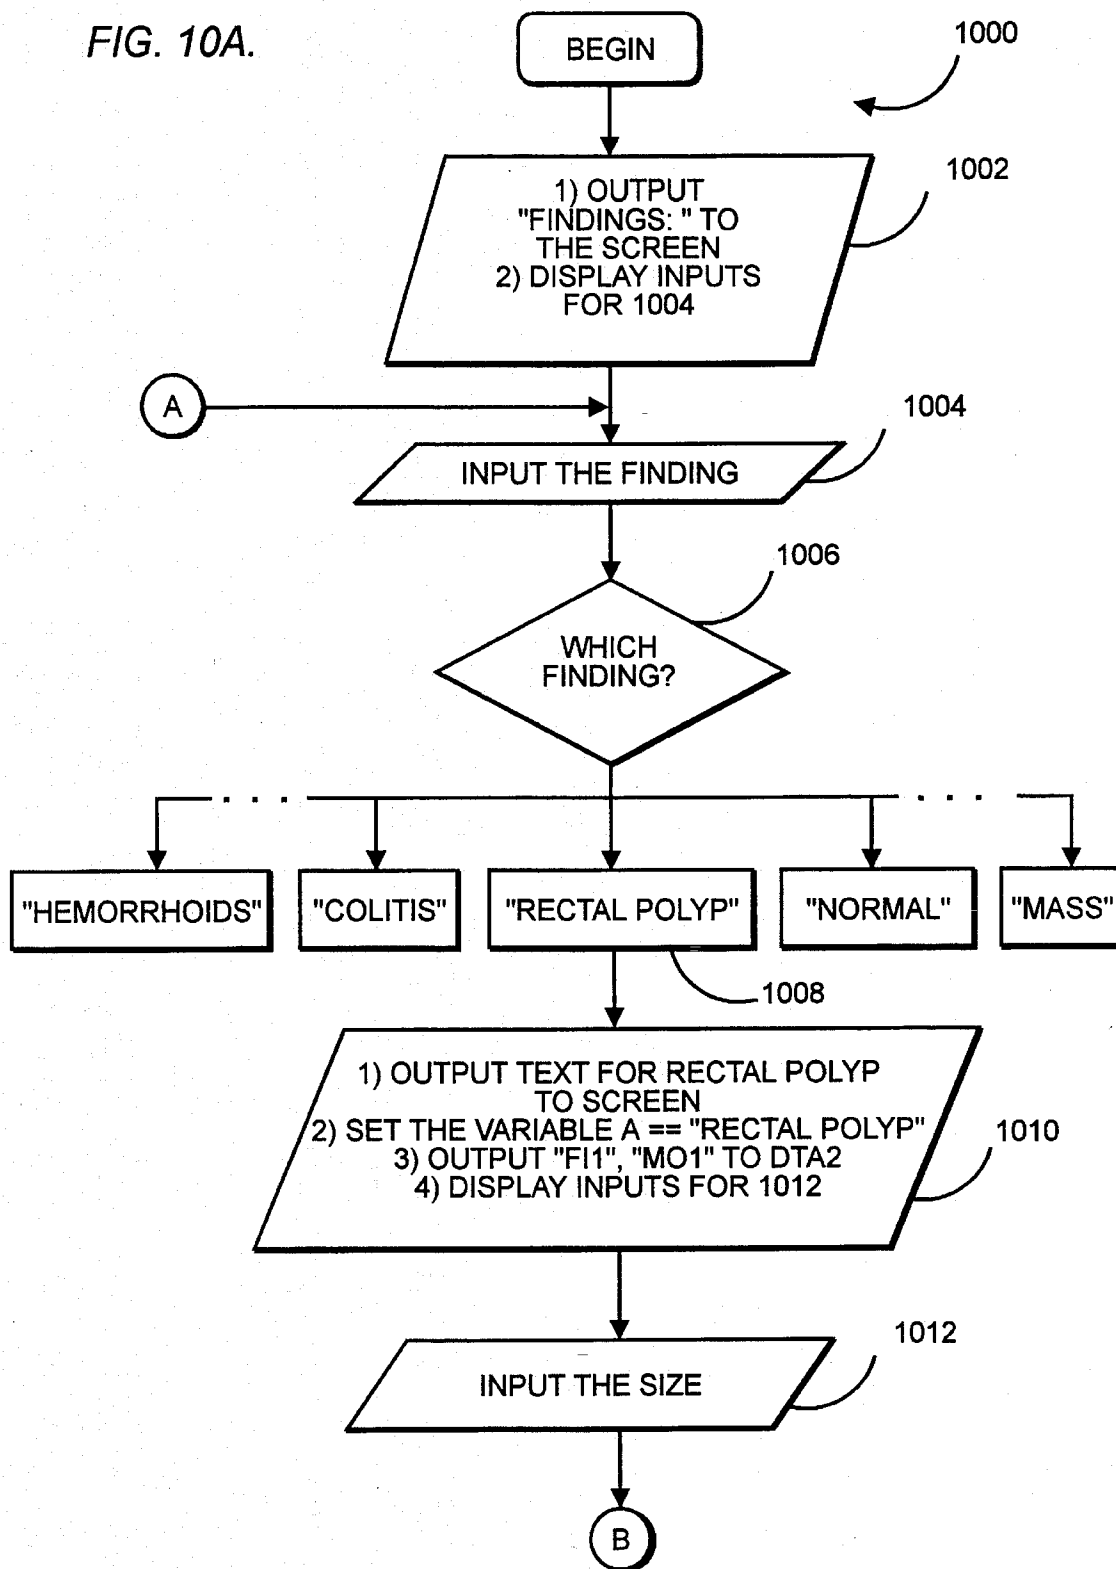 FIG. 10A.
BEGIN
1000
1) OUTPUT
"FINDINGS: " TO
THE SCREEN
2) DISPLAY INPUTS
FOR 1004
1002
A
1004
INPUT THE FINDING
1006
WHICH
FINDING?
"HEMORRHOIDS"
"COLITIS"
"RECTAL POLYP"
"NORMAL"
"MASS"
1008
1) OUTPUT TEXT FOR RECTAL POLYP
TO SCREEN
2) SET THE VARIABLE A == "RECTAL POLYP"
3) OUTPUT "FI1", "MO1" TO DTA2
4) DISPLAY INPUTS FOR 1012
1010
1012
INPUT THE SIZE
B